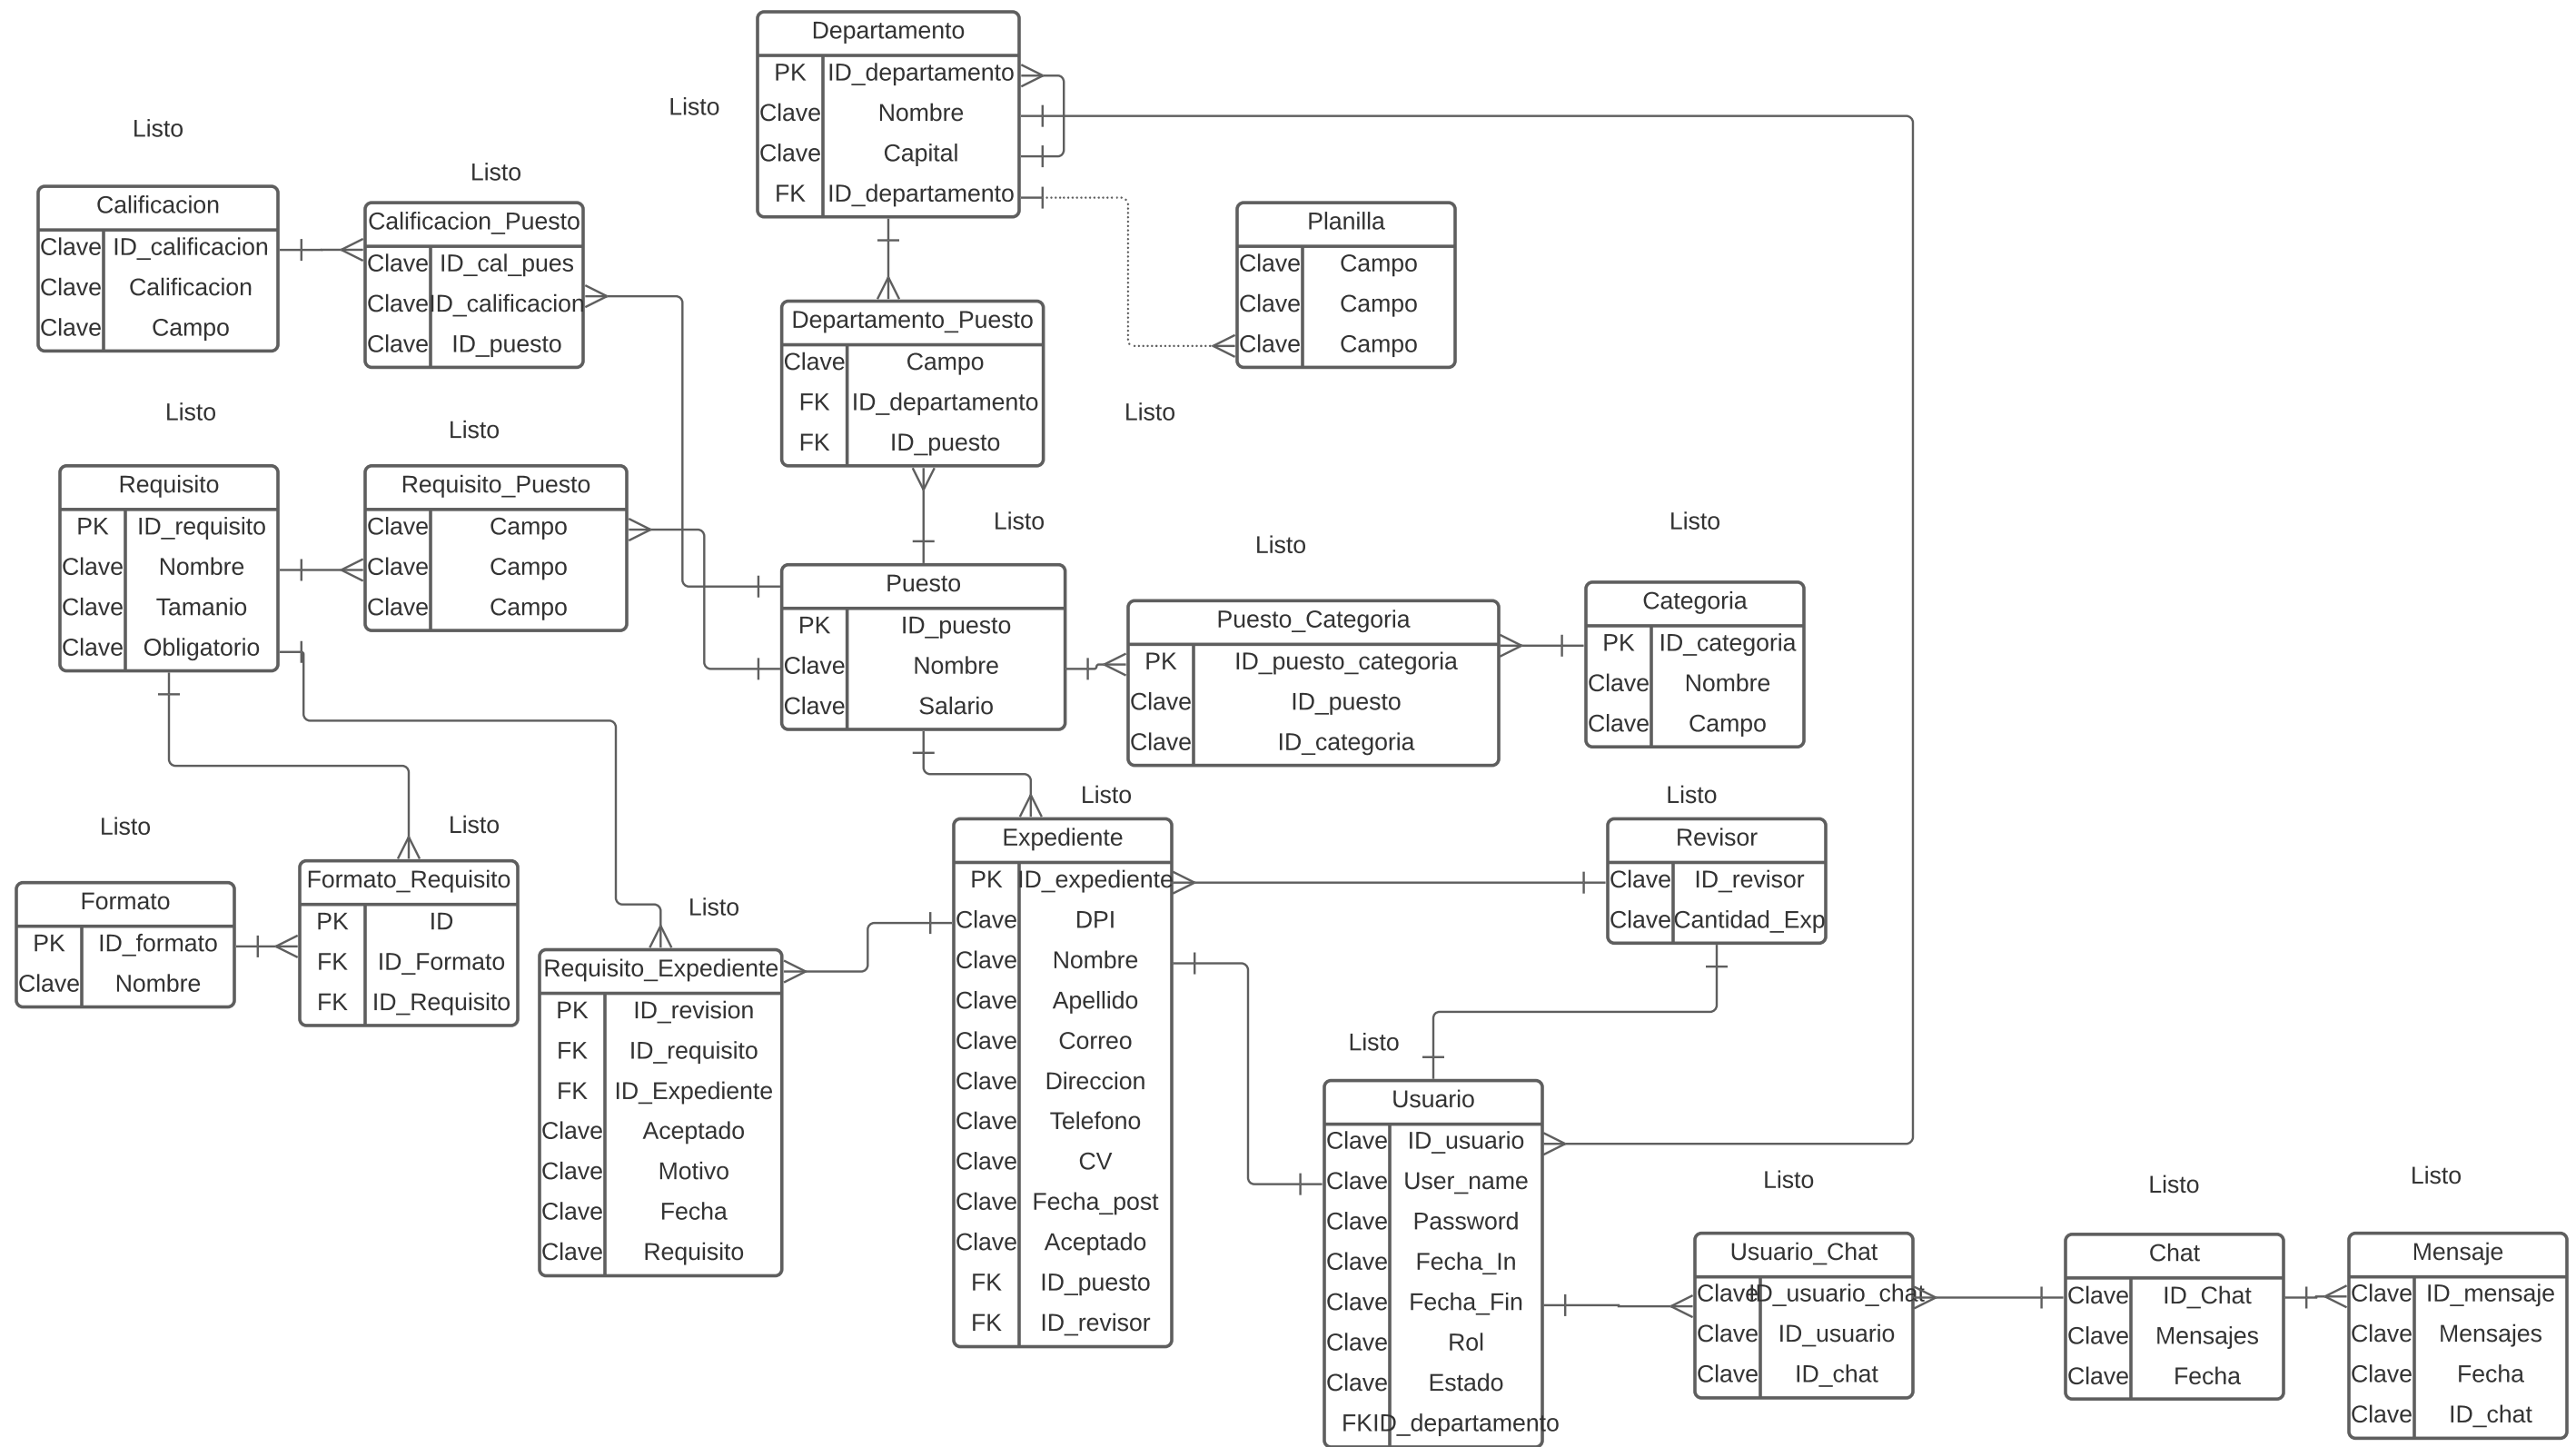 Departamento
PK ID_departamento
Clave Nombre
Clave Capital
FK ID_departamento
Listo
Listo
Listo
Calificacion
Clave ID_calificacion
Clave Calificacion
Clave Campo
Calificacion_Puesto
Clave ID_cal_pues
Clave ID_calificacion
Clave ID_puesto
Planilla
Clave Campo
Clave Campo
Clave Campo
Departamento_Puesto
Clave Campo
FK ID_departamento
FK ID_puesto
Listo
Listo
Listo
Requisito
PK ID_requisito
Clave Nombre
Clave Tamanio
Clave Obligatorio
Requisito_Puesto
Clave Campo
Clave Campo
Clave Campo
Listo
Listo
Listo
Puesto
PK ID_puesto
Clave Nombre
Clave Salario
Puesto_Categoria
PK ID_puesto_categoria
Clave ID_puesto
Clave ID_categoria
Categoria
PK ID_categoria
Clave Nombre
Clave Campo
Listo
Listo
Listo
Listo
Formato
PK ID_formato
Clave Nombre
Formato_Requisito
PK ID
FK ID_Formato
FK ID_Requisito
Listo
Requisito_Expediente
PK ID_revision
FK ID_requisito
FK ID_Expediente
Clave Aceptado
Clave Motivo
Clave Fecha
Clave Requisito
Expediente
PK ID_expediente
Clave DPI
Clave Nombre
Clave Apellido
Clave Correo
Clave Direccion
Clave Telefono
Clave CV
Clave Fecha_post
Clave Aceptado
FK ID_puesto
FK ID_revisor
Revisor
Clave ID_revisor
Clave Cantidad_Exp
Listo
Usuario
Clave ID_usuario
Clave User_name
Clave Password
Clave Fecha_In
Clave Fecha_Fin
Clave Rol
Clave Estado
FK ID_departamento
Listo
Listo
Listo
Usuario_Chat
Clave ID_usuario_chat
Clave ID_usuario
Clave ID_chat
Chat
Clave ID_Chat
Clave Mensajes
Clave Fecha
Mensaje
Clave ID_mensaje
Clave Mensajes
Clave Fecha
Clave ID_chat